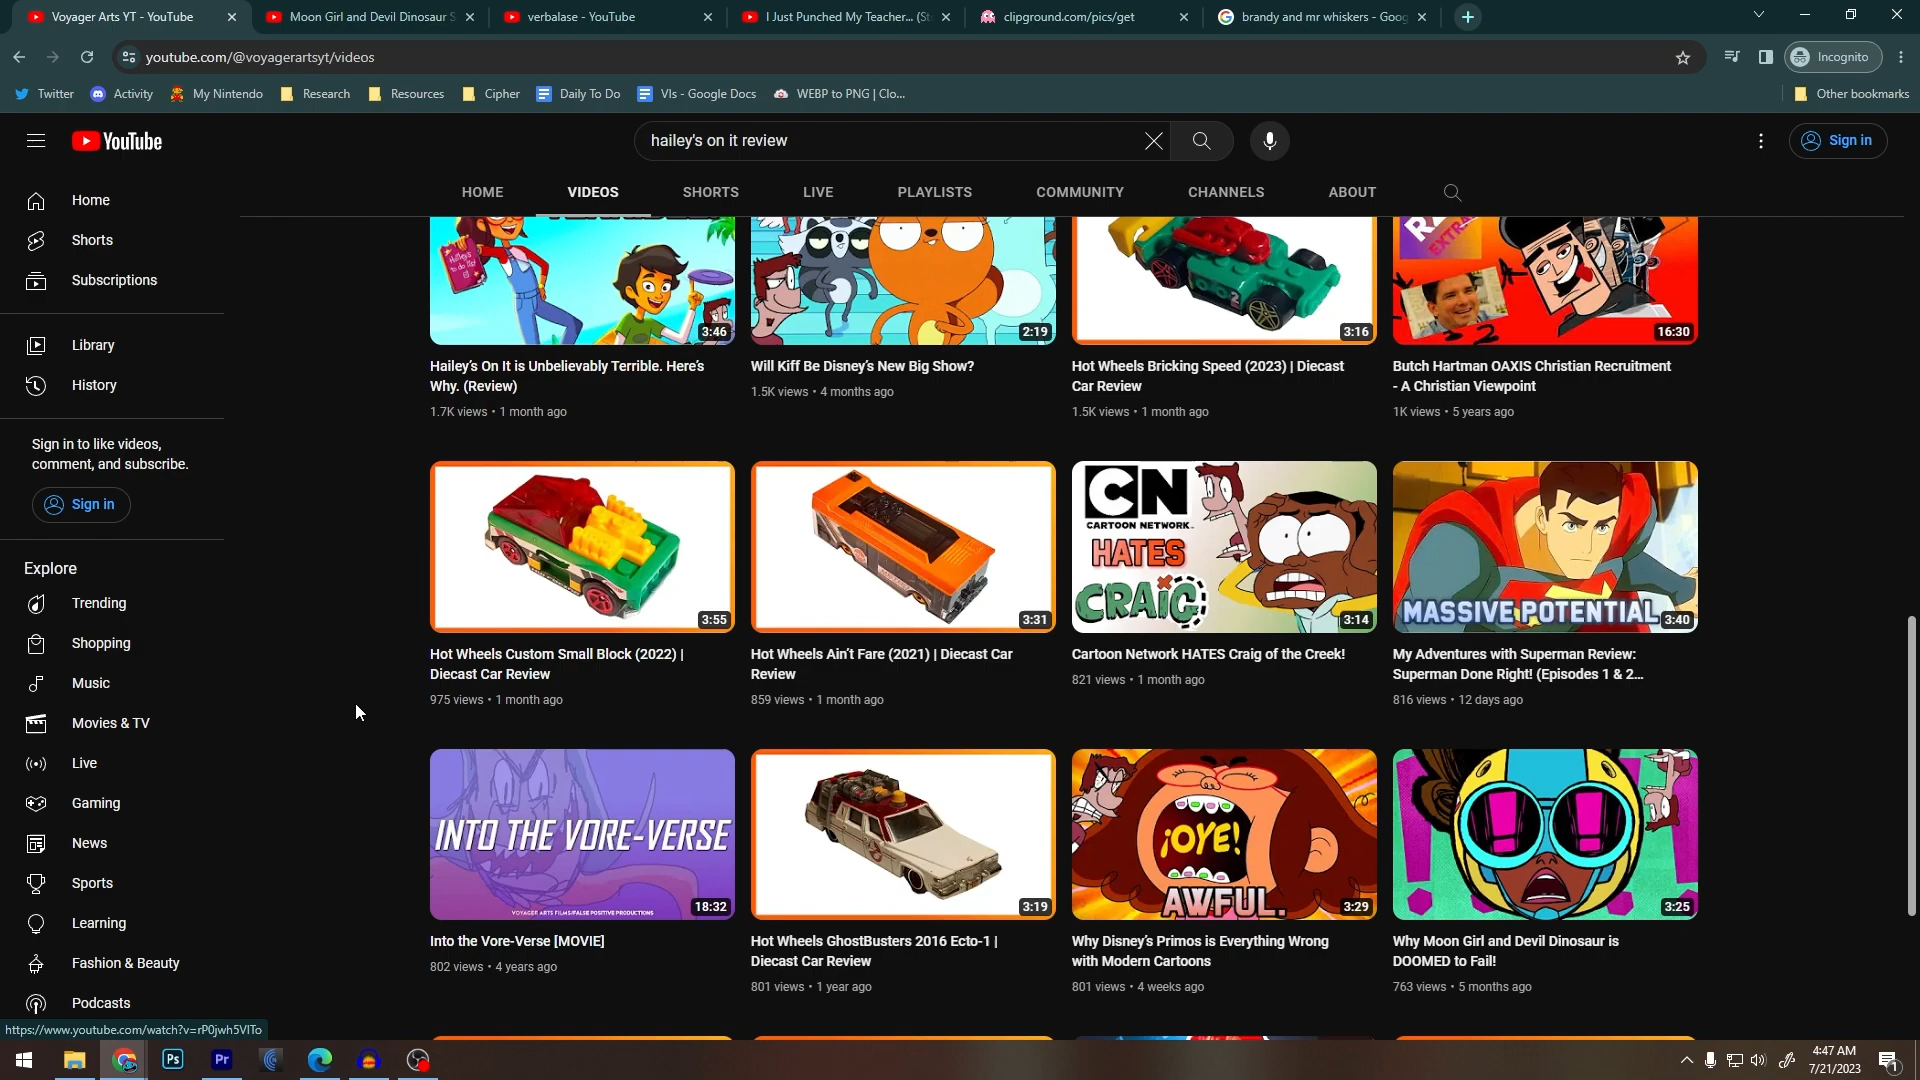 Voyager Arts YT - YouTube
Moon Girl and Devil Dinosaur S
verbalase - YouTube
I Just Punched My Teacher... (St
clipground.com/pics/get
brandy and mr whiskers - Goog
youtube.com/@voyagerartsyt/videos
Incognito
Twitter
Activity
My Nintendo
Research
Resources
Cipher
Daily To Do
VIs - Google Docs
WEBP to PNG | Clo...
Other bookmarks
YouTube
hailey's on it review
Sign in
HOME
VIDEOS
SHORTS
LIVE
PLAYLISTS
COMMUNITY
CHANNELS
ABOUT
Home
Shorts
Subscriptions
Library
History
Sign in to like videos,
comment, and subscribe.
Sign in
Explore
Trending
Shopping
Music
Movies & TV
Live
Gaming
News
Sports
Learning
Fashion & Beauty
Podcasts
3:46
Hailey's On It is Unbelievably Terrible. Here's
Why. (Review)
1.7K views • 1 month ago
2:19
Will Kiff Be Disney's New Big Show?
1.5K views • 4 months ago
2
3:16
Hot Wheels Bricking Speed (2023) | Diecast
Car Review
1.5K views • 1 month ago
EXTRA
16:30
Butch Hartman OAXIS Christian Recruitment
- A Christian Viewpoint
1K views • 5 years ago
3:55
Hot Wheels Custom Small Block (2022) |
Diecast Car Review
975 views • 1 month ago
3:31
Hot Wheels Ain't Fare (2021) | Diecast Car
Review
859 views • 1 month ago
CN
CARTOON NETWORK
HATES
CRAIG
3:14
Cartoon Network HATES Craig of the Creek!
821 views • 1 month ago
MASSIVE POTENTIAL
3:40
My Adventures with Superman Review:
Superman Done Right! (Episodes 1 & 2...
816 views • 12 days ago
INTO THE VORE-VERSE
VOYAGER ARTS FILMS/FALSE POSITIVE PRODUCTIONS
18:32
Into the Vore-Verse [MOVIE]
802 views • 4 years ago
3:19
Hot Wheels GhostBusters 2016 Ecto-1 |
Diecast Car Review
801 views • 1 year ago
¡OYE!
AWFUL.
3:29
Why Disney's Primos is Everything Wrong
with Modern Cartoons
801 views • 4 weeks ago
3:25
Why Moon Girl and Devil Dinosaur is
DOOMED to Fail!
763 views • 5 months ago
https://www.youtube.com/watch?v=rP0jwh5VlTo
Ps
Pr
4:47 AM
7/21/2023
1